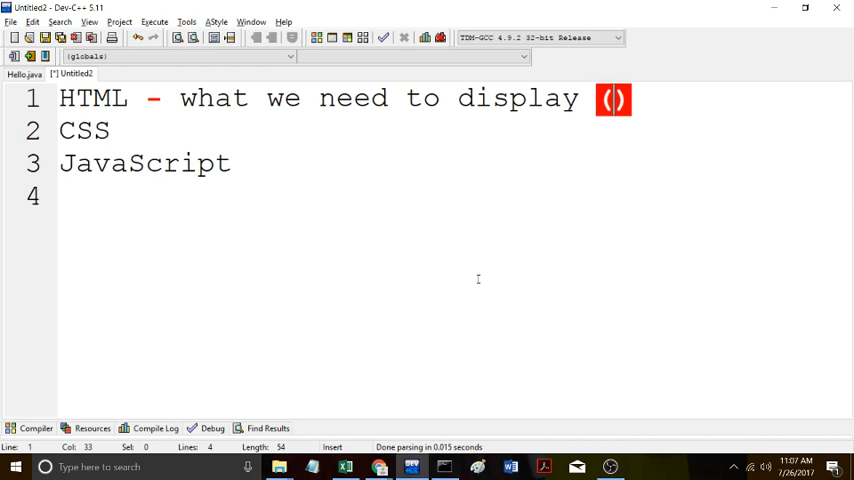 Untitled2 - Dev-C++ 5.11
File Edit Search View Project Execute Tools AStyle Window Help
TDM-GCC 4.9.2 32-bit Release
(globals)
Hello.java [*] Untitled2
1 HTML - what we need to display ()
2 CSS
3 JavaScript
4
Compiler Resources Compile Log Debug Find Results
Line: 1 Col: 33 Sel: 0 Lines: 4 Length: 54 Insert Done parsing in 0.015 seconds
Type here to search
DEV
11:07 AM
7/26/2017